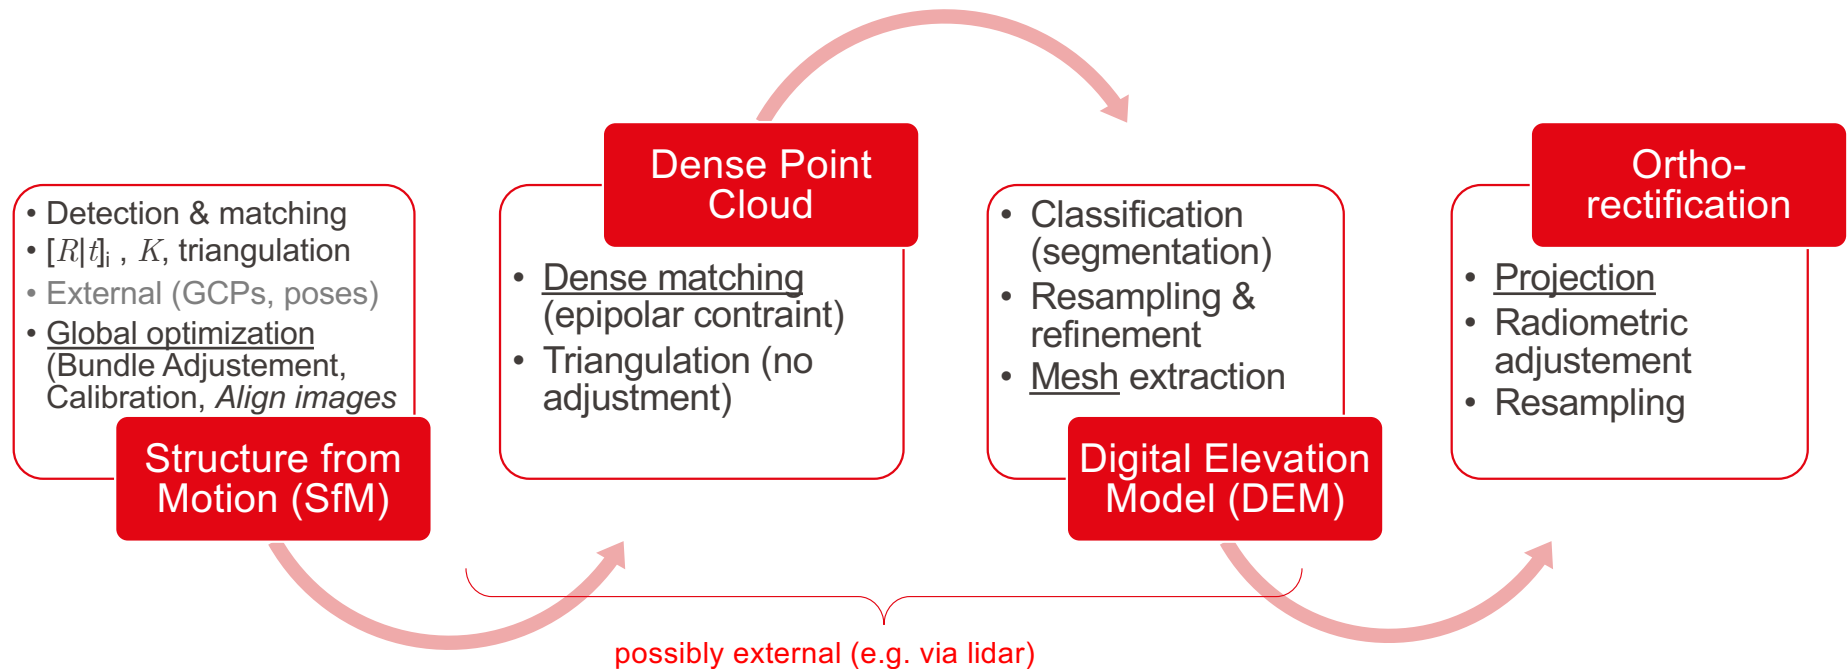 • Detection & matching
• [R|t]i , K, triangulation
• External (GCPs, poses)
• Global optimization
(Bundle Adjustement,
Calibration, Align images
Structure from
Motion (SfM)
Dense Point
Cloud
• Dense matching
(epipolar contraint)
• Triangulation (no
adjustment)
• Classification
(segmentation)
• Resampling &
refinement
• Mesh extraction
Digital Elevation
Model (DEM)
Ortho-
rectification
• Projection
• Radiometric
adjustement
• Resampling
possibly external (e.g. via lidar)